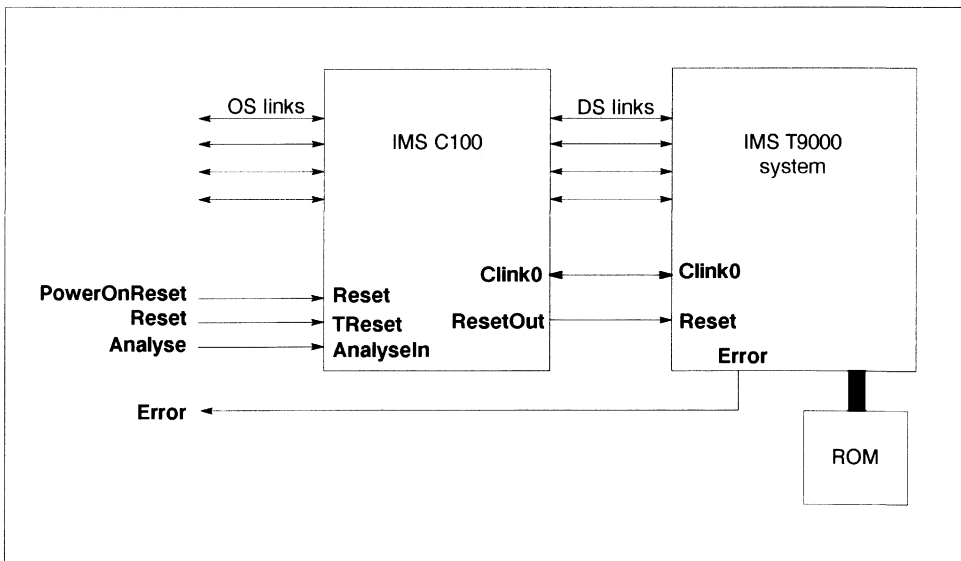 OS links
DS links
IMS C100
IMS T9000
system
Clink0
Clink0
PowerOnReset
Reset
Reset
TReset
ResetOut
Reset
Analyse
AnalyseIn
Error
Error
ROM